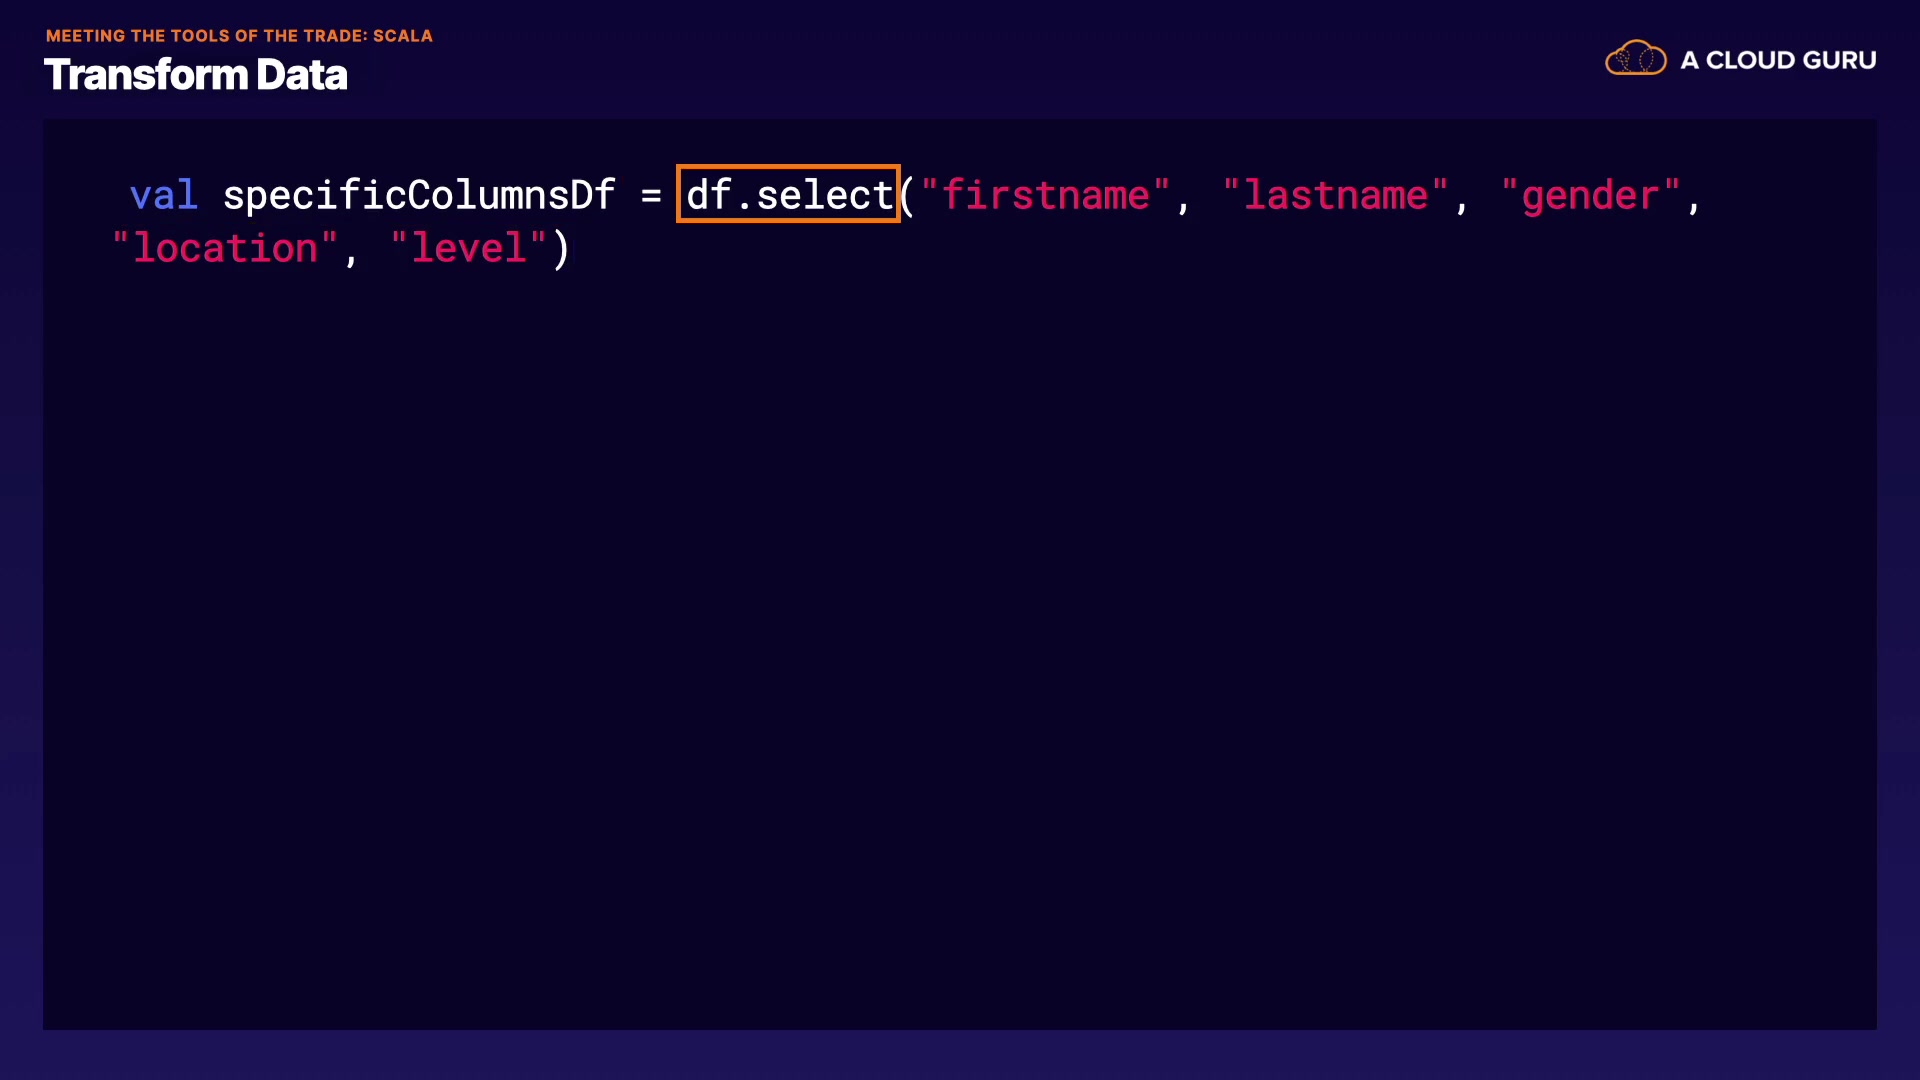 MEETING THE TOOLS OF THE TRADE: SCALA
Transform Data
A CLOUD GURU
val specificColumnsDf = df.select("firstname", "lastname", "gender",
"location", "level")